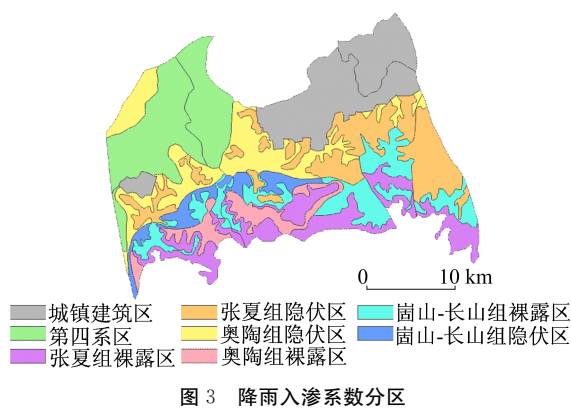 0 10 km
城镇建筑区 张夏组隐伏区 崮山-长山组裸露区
第四系区 奥陶组隐伏区 崮山-长山组隐伏区
张夏组裸露区 奥陶组裸露区
图 3 降雨入渗系数分区